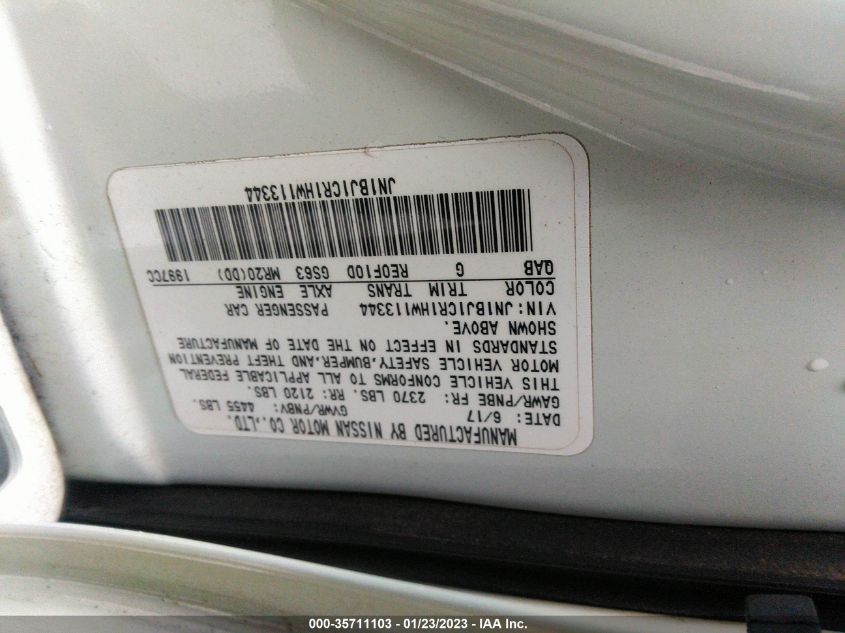 MANUFACTURED BY NISSAN MOTOR CO.,LTD.
DATE: 6/17 GVWR/PNBV: 4455 LBS.
GAWR/PNBE FR: 2370 LBS. RR: 2120 LBS.
THIS VEHICLE CONFORMS TO ALL APPLICABLE FEDERAL
MOTOR VEHICLE SAFETY,BUMPER,AND THEFT PREVENTION
STANDARDS IN EFFECT ON THE DATE OF MANUFACTURE
SHOWN ABOVE.
VIN:JN1BJ1CR1HW113344 PASSENGER CAR
COLOR TRIM TRANS AXLE ENGINE
QAB G RE0F10D GS63 MR20(DD) 1997CC
JN1BJ1CR1HW113344
000-35711103 - 01/23/2023 - IAA Inc.